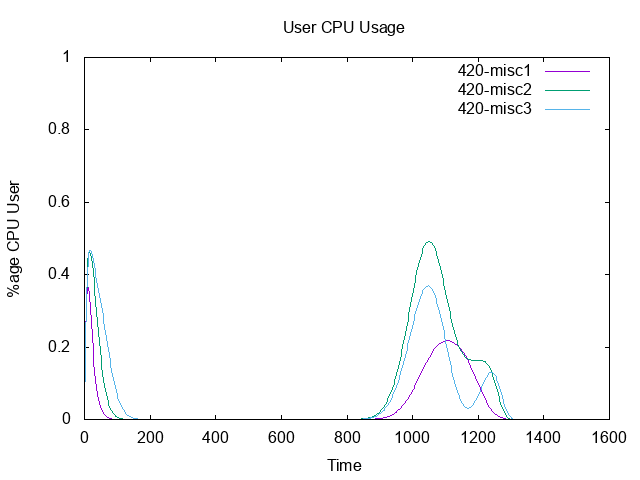 User CPU Usage
420-misc1
420-misc2
420-misc3
%age CPU User
1
0.8
0.6
0.4
0.2
0
0 200 400 600 800 1000 1200 1400 1600
Time